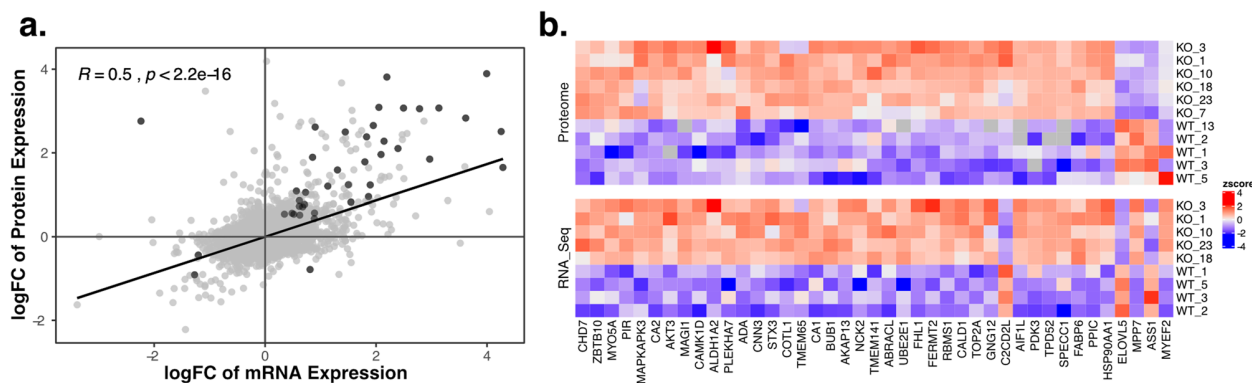 a.
R = 0.5 , p < 2.2e-16
logFC of Protein Expression
4
2
0
-2
-2
0
2
4
logFC of mRNA Expression
b.
Proteome
KO_3
KO_1
KO_10
KO_18
KO_23
KO_7
WT_13
WT_2
WT_1
WT_3
WT_5
RNA_Seq
KO_3
KO_1
KO_10
KO_23
KO_18
WT_1
WT_5
WT_3
WT_2
zscore
4
2
0
-2
-4
CHD7
ZBTB10
MYO5A
PIR
MAPKAPK3
CA2
AKT3
MAGI1
CAMK1D
ALDH1A2
PLEKHA7
ADA
CNN3
STX3
COTL1
TMEM65
CA1
BUB1
AKAP13
NCK2
TMEM141
ABRACL
UBE2E1
FHL1
FERMT2
RBMS1
CALD1
TOP2A
GNG12
C2CD2L
AIF1L
PDK3
TPD52
SPECC1
FABP6
PPIC
HSP90AA1
ELOVL5
MPP7
ASS1
MYEF2